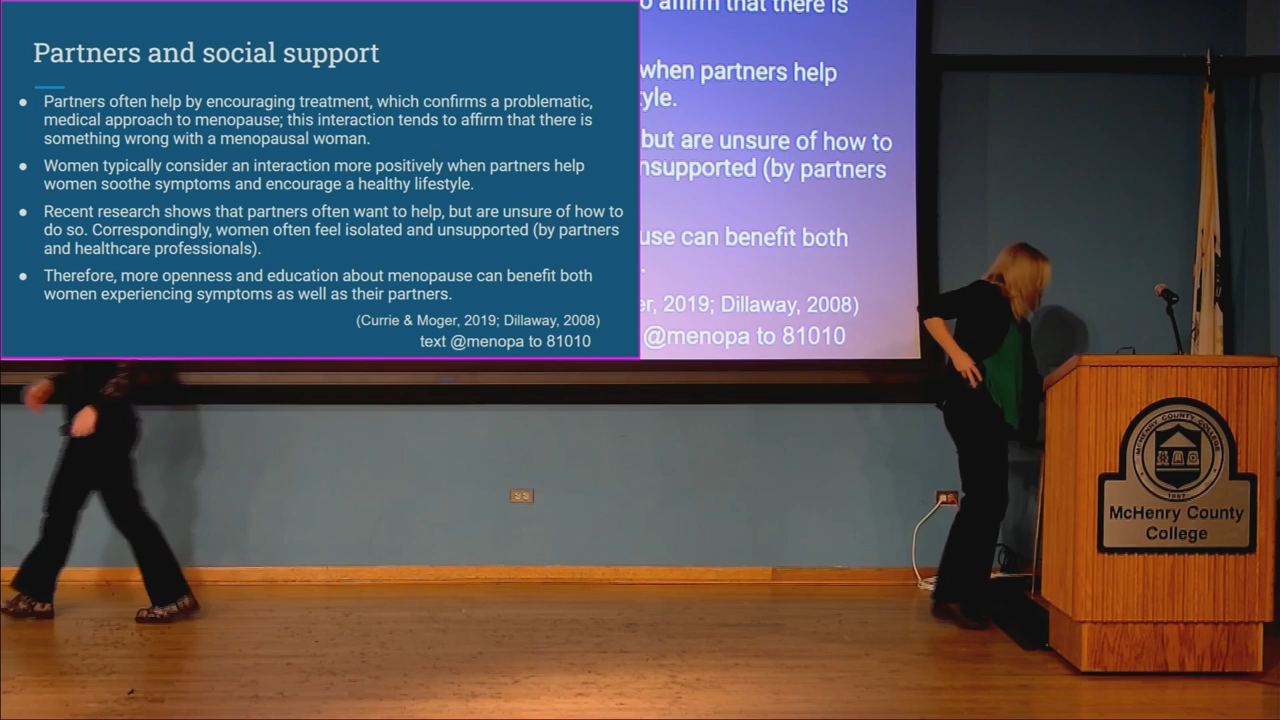 Partners and social support
● Partners often help by encouraging treatment, which confirms a problematic,
medical approach to menopause; this interaction tends to affirm that there is
something wrong with a menopausal woman.
● Women typically consider an interaction more positively when partners help
women soothe symptoms and encourage a healthy lifestyle.
● Recent research shows that partners often want to help, but are unsure of how to
do so. Correspondingly, women often feel isolated and unsupported (by partners
and healthcare professionals).
● Therefore, more openness and education about menopause can benefit both
women experiencing symptoms as well as their partners.
(Currie & Moger, 2019; Dillaway, 2008)
text @menopa to 81010
o affirm that there is
when partners help
yle.
but are unsure of how to
nsupported (by partners
use can benefit both
.
er, 2019; Dillaway, 2008)
@menopa to 81010
McHENRY COUNTY COLLEGE
1967
McHenry County
College